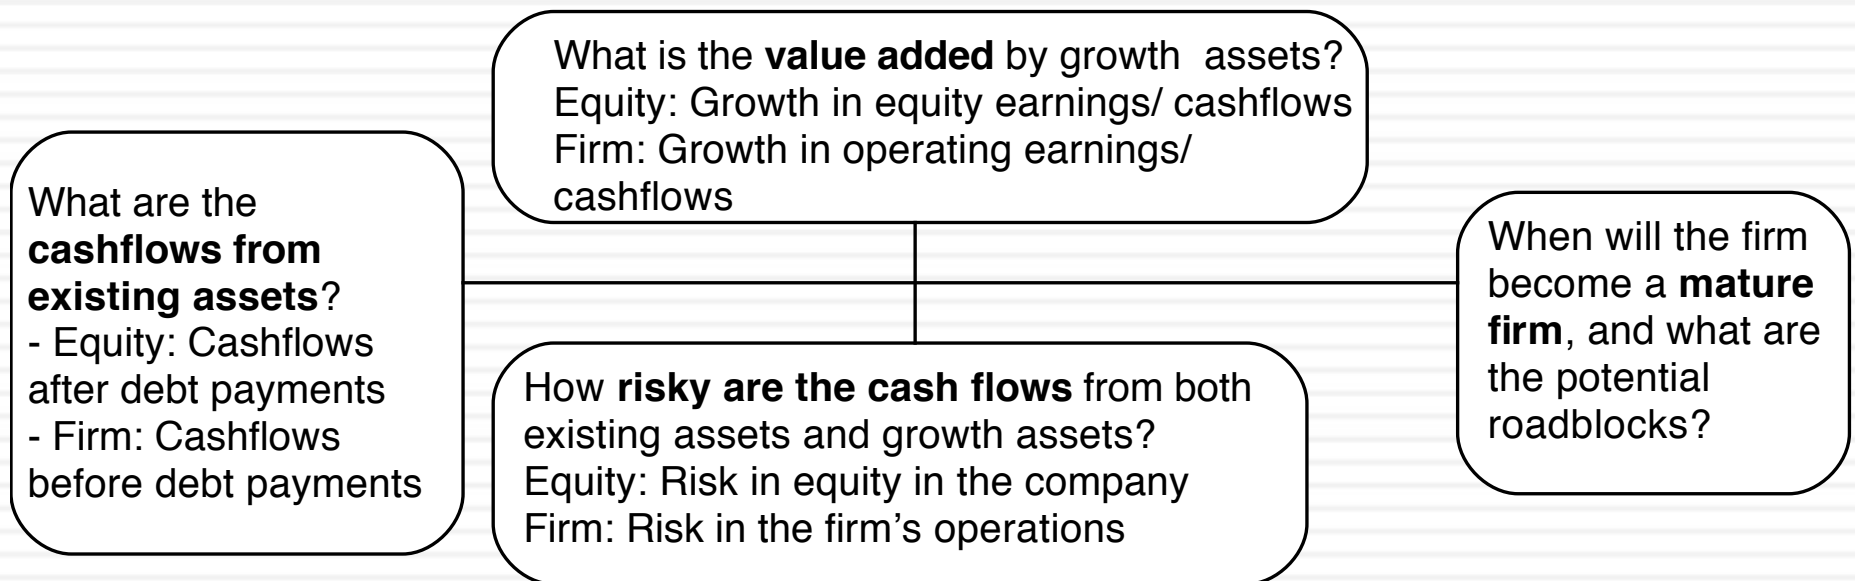 What is the value added by growth assets?
Equity: Growth in equity earnings/ cashflows
Firm: Growth in operating earnings/
cashflows
What are the
cashflows from
existing assets?
- Equity: Cashflows
after debt payments
- Firm: Cashflows
before debt payments
How risky are the cash flows from both
existing assets and growth assets?
Equity: Risk in equity in the company
Firm: Risk in the firm’s operations
When will the firm
become a mature
firm, and what are
the potential
roadblocks?